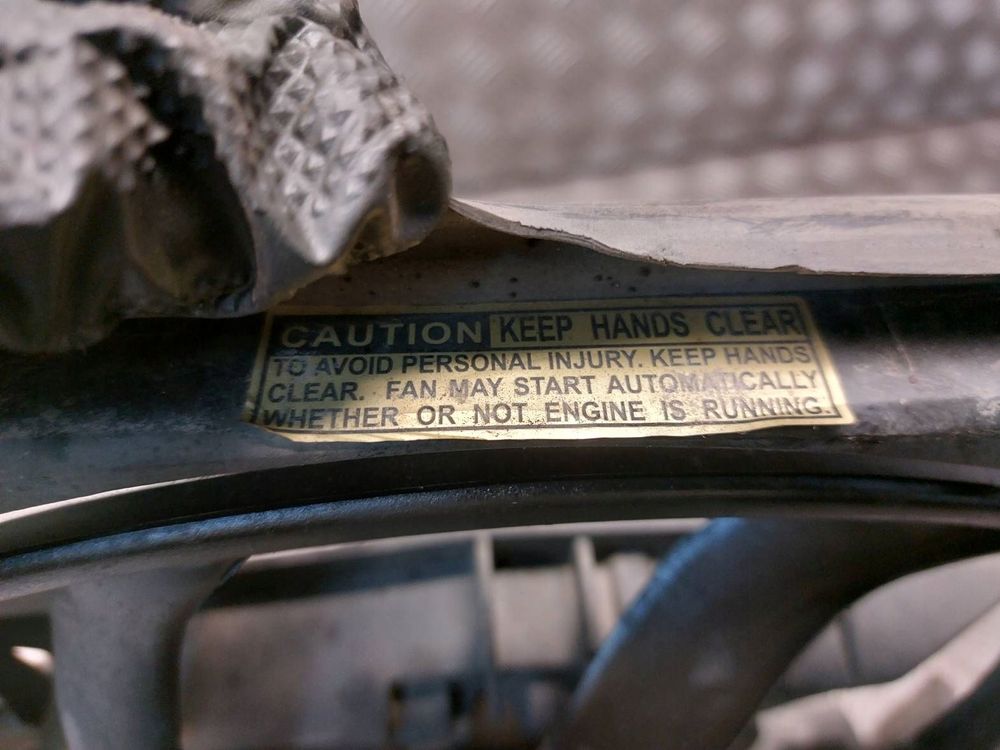 CAUTION KEEP HANDS CLEAR
TO AVOID PERSONAL INJURY. KEEP HANDS
CLEAR. FAN MAY START AUTOMATICALLY
WHETHER OR NOT ENGINE IS RUNNING.